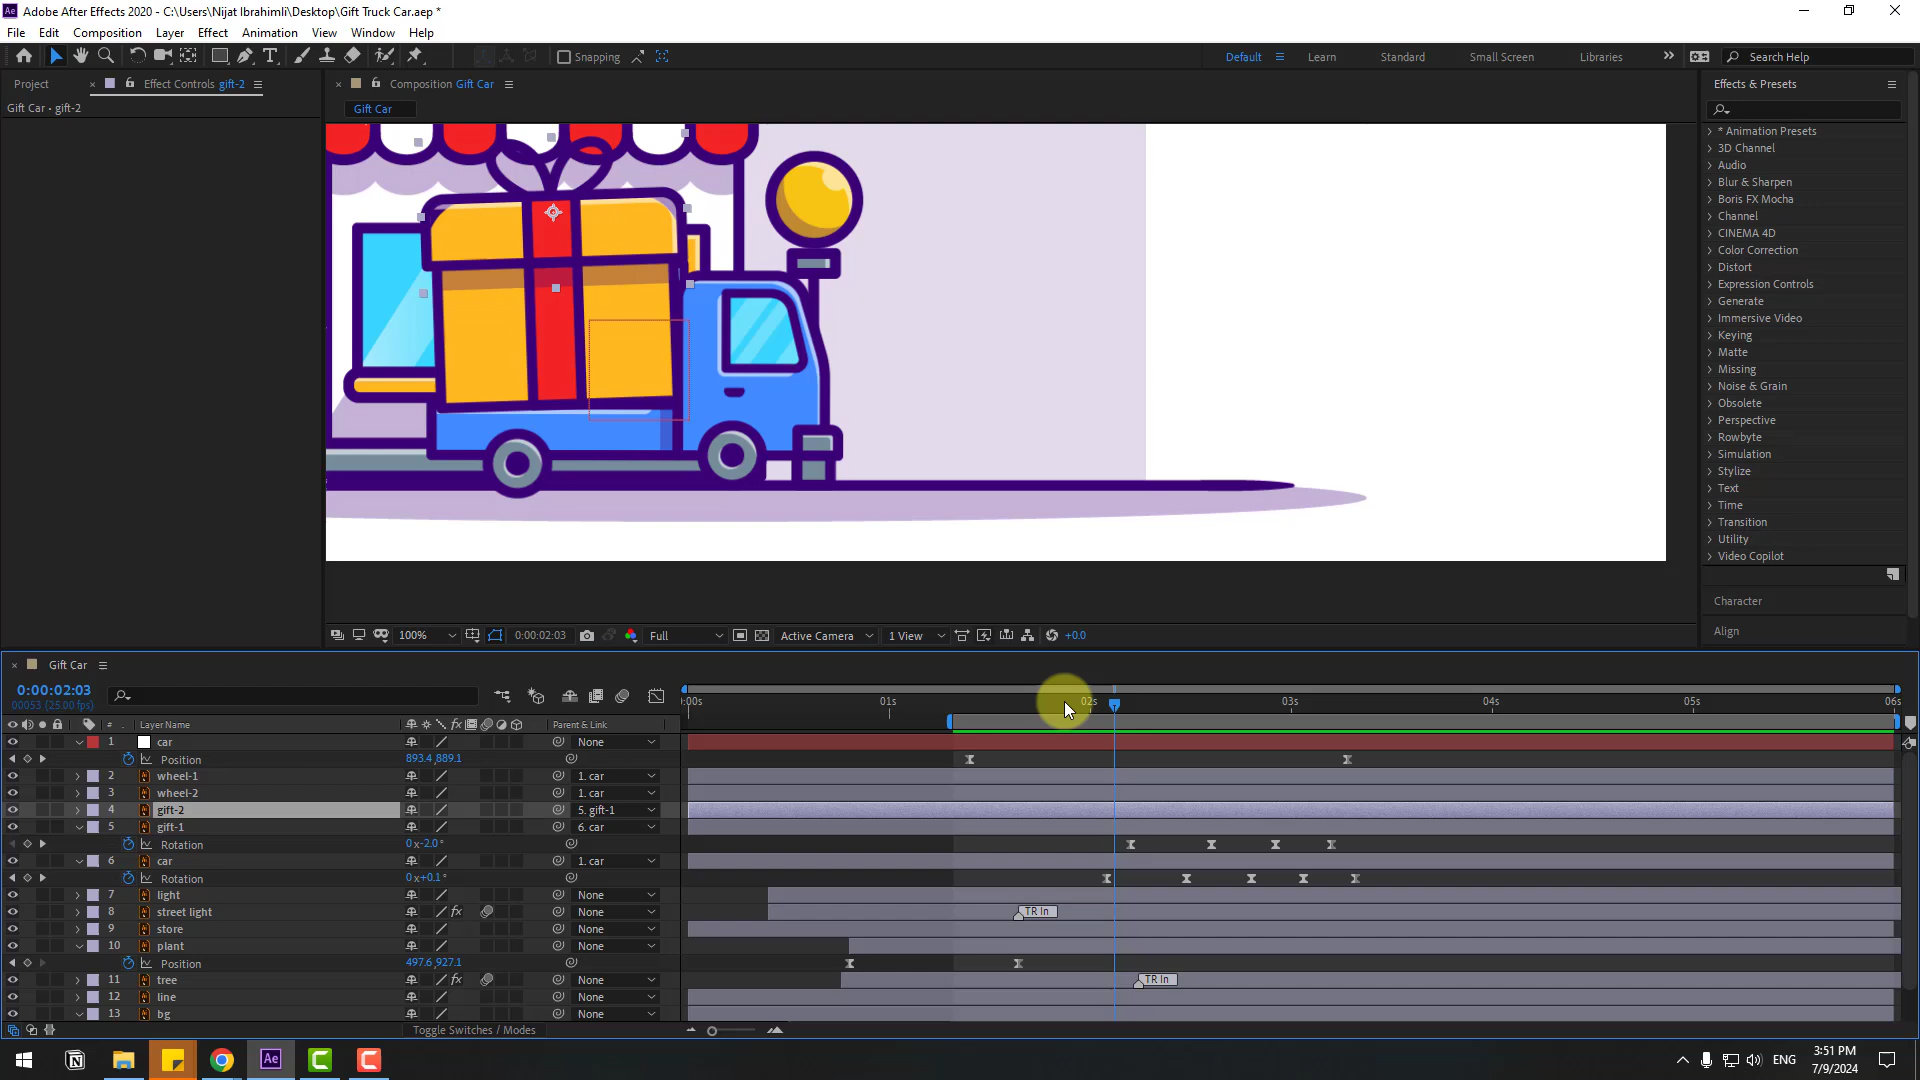 Adobe After Effects 2020 - C:\Users\Nijat Ibrahimli\Desktop\Gift Truck Car.aep *
File Edit Composition Layer Effect Animation View Window Help
Snapping Default Learn Standard Small Screen Libraries Search Help
Project Effect Controls gift-2 Composition Gift Car Effects & Presets
Gift Car • gift-2 Gift Car
* Animation Presets
3D Channel
Audio
Blur & Sharpen
Boris FX Mocha
Channel
CINEMA 4D
Color Correction
Distort
Expression Controls
Generate
Immersive Video
Keying
Matte
Missing
Noise & Grain
Obsolete
Perspective
Rowbyte
Simulation
Stylize
Text
Time
Transition
Utility
Video Copilot
Character
Align
100% 0:00:02:03 Full Active Camera 1 View +0.0
Gift Car
0:00:02:03
00053 (25.00 fps)
:00s 01s 02s 03s 04s 05s 06s
# Layer Name Parent & Link
1 car None
Position 893.4,889.1
2 wheel-1 1. car
3 wheel-2 1. car
4 gift-2 5. gift-1
5 gift-1 6. car
Rotation 0x-2.0°
6 car 1. car
Rotation 0x+0.1°
7 light None
8 street light fx None TR In
9 store None
10 plant None
Position 497.6,927.1
11 tree fx None TR In
12 line None
13 bg None
Toggle Switches / Modes
Ae ENG 3:51 PM
7/9/2024